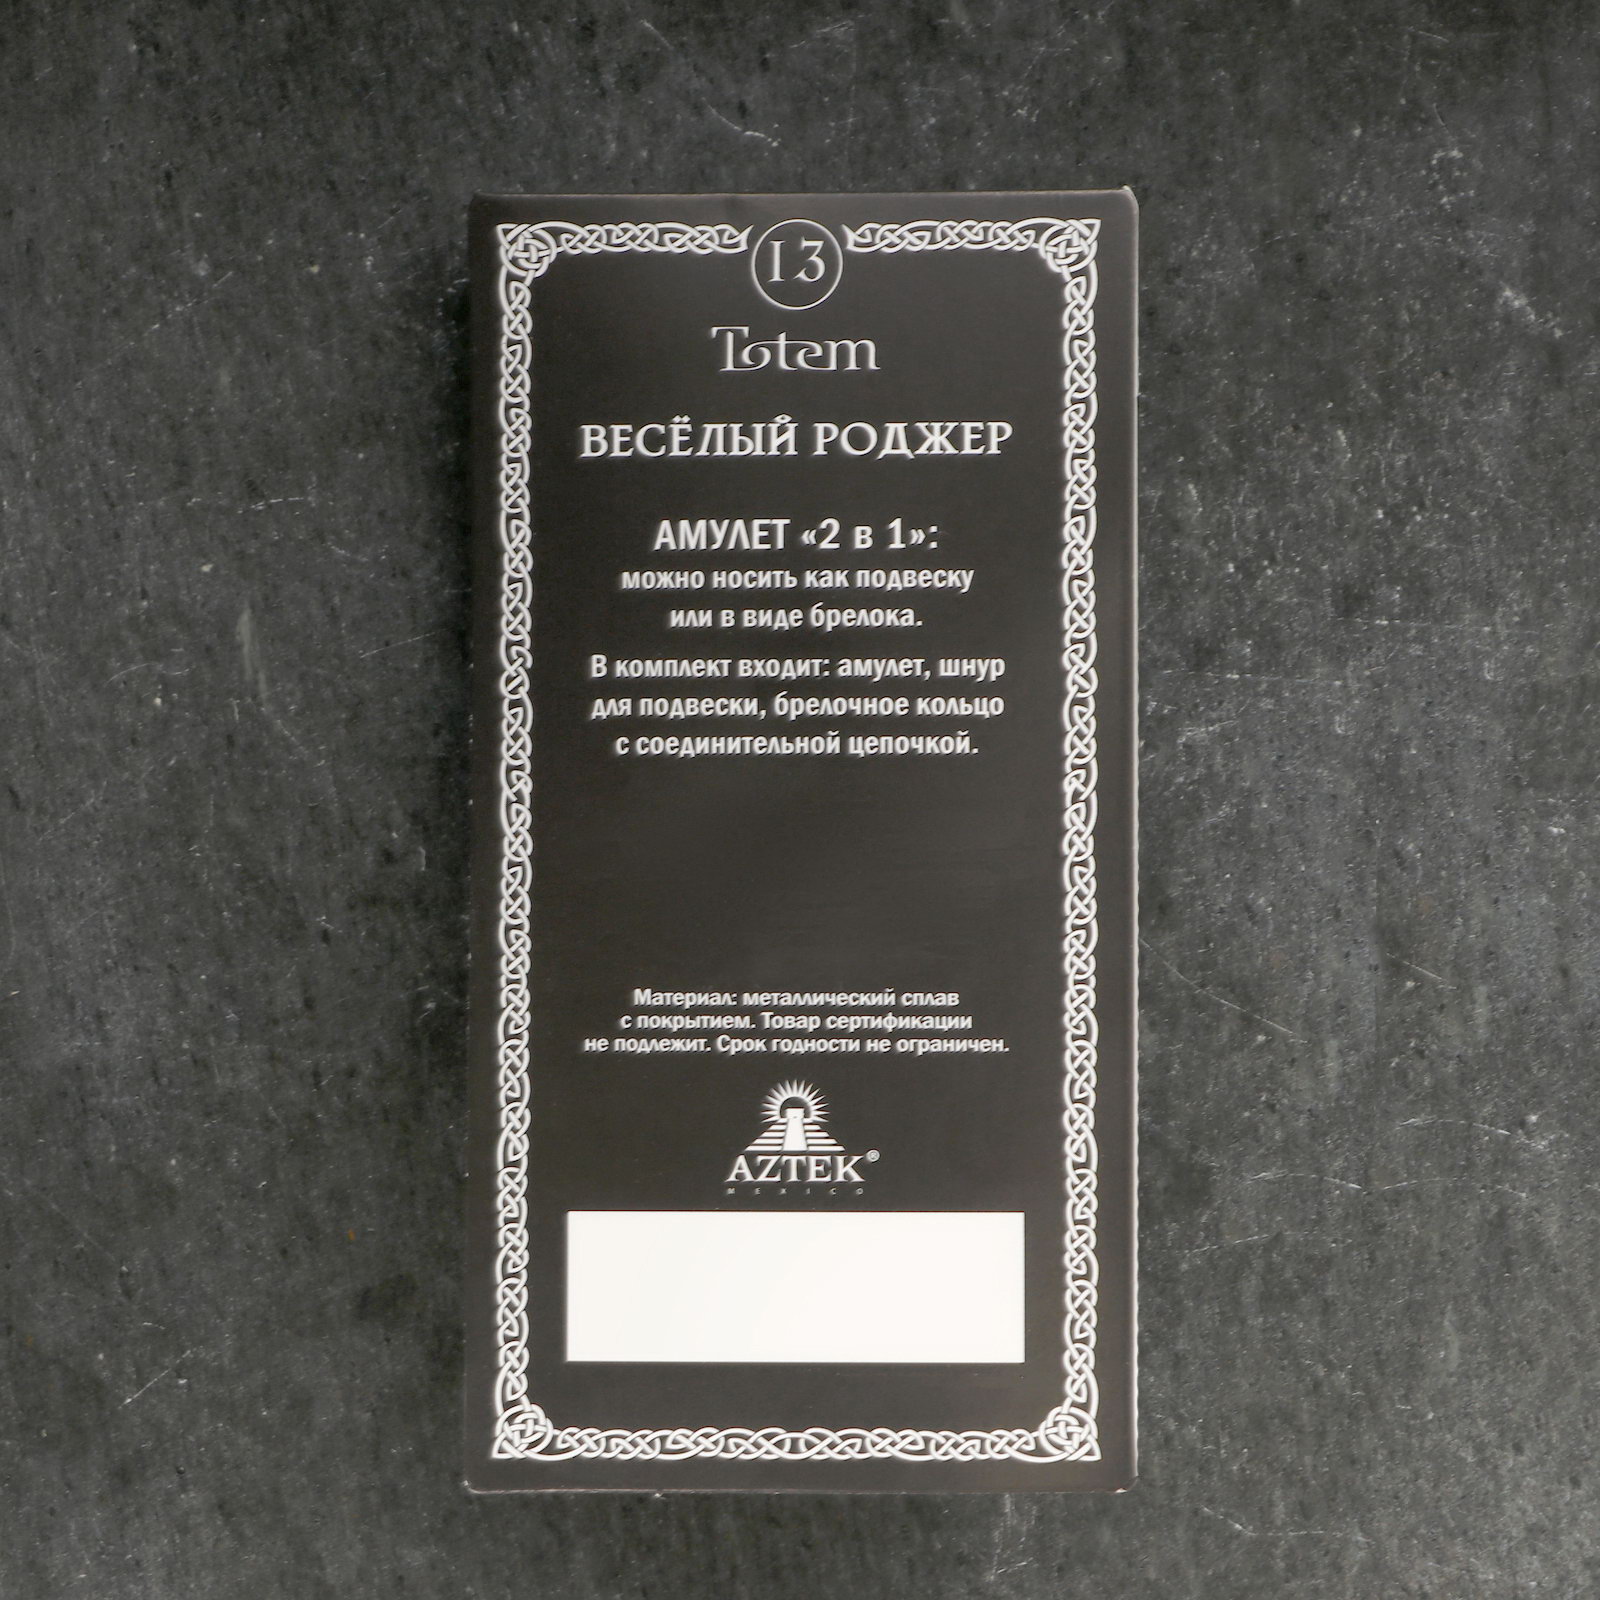 13
Totem
ВЕСЁЛЫЙ РОДЖЕР
АМУЛЕТ «2 в 1»:
можно носить как подвеску
или в виде брелока.
В комплект входит: амулет, шнур
для подвески, брелочное кольцо
с соединительной цепочкой.
Материал: металлический сплав
с покрытием. Товар сертификации
не подлежит. Срок годности не ограничен.
AZTEK®
MEXICO